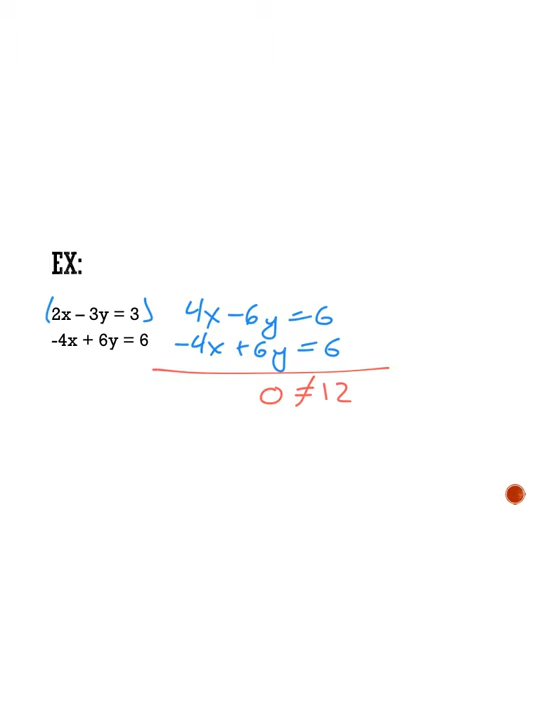 EX:
(2x – 3y = 3)
-4x + 6y = 6
4x - 6y = 6
-4x + 6y = 6
0 ≠ 12